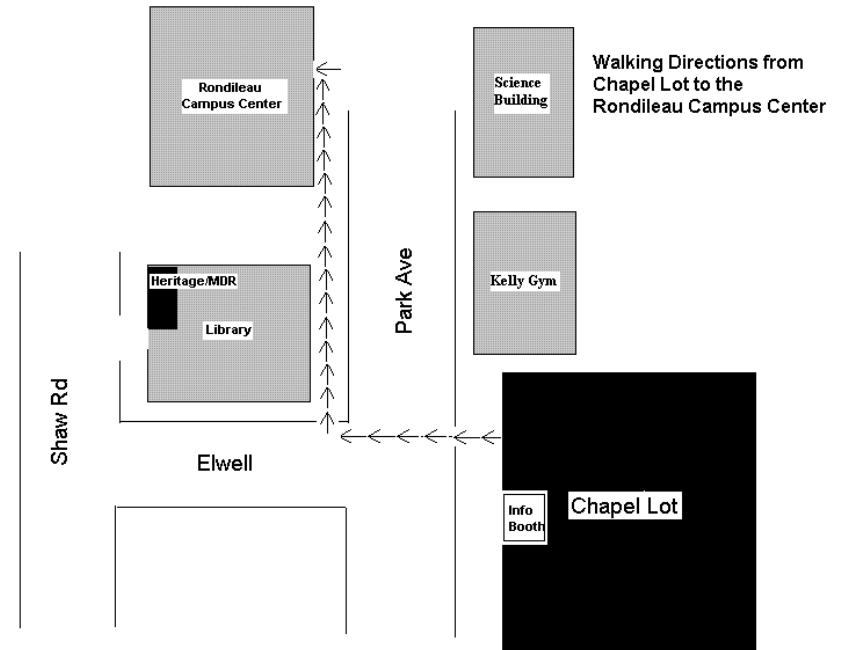 Walking Directions from
Chapel Lot to the
Rondileau Campus Center
Rondileau
Campus Center
Science
Building
Heritage/MDR
Library
Kelly Gym
Park Ave
Shaw Rd
Elwell
Info
Booth
Chapel Lot